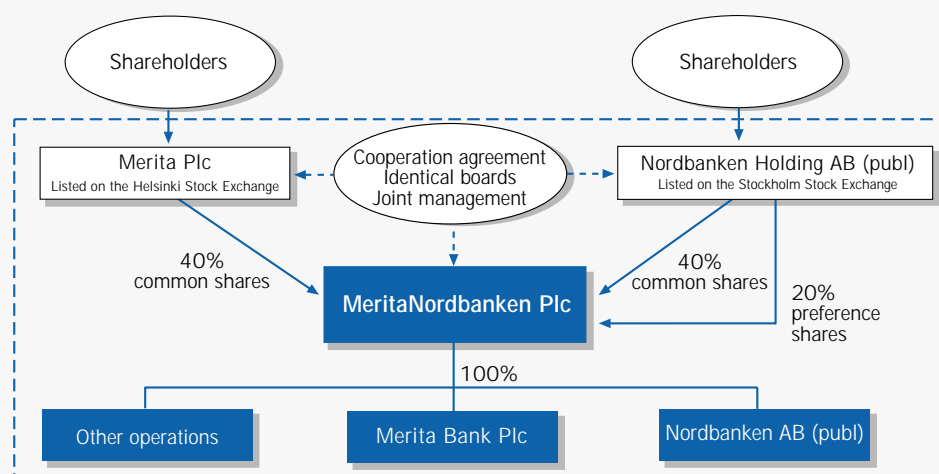 Shareholders
Shareholders
Merita Plc
Listed on the Helsinki Stock Exchange
Cooperation agreement
Identical boards
Joint management
Nordbanken Holding AB (publ)
Listed on the Stockholm Stock Exchange
40%
common shares
40%
common shares
20%
preference
shares
MeritaNordbanken Plc
100%
Other operations
Merita Bank Plc
Nordbanken AB (publ)